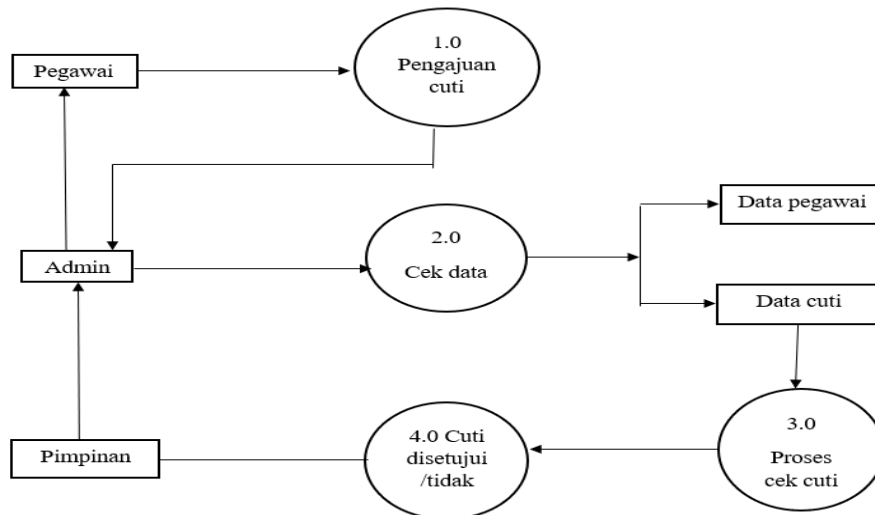 1.0
Pengajuan
cuti
Pegawai
Data pegawai
2.0
Cek data
Admin
Data cuti
3.0
Proses
cek cuti
4.0 Cuti
disetujui
/tidak
Pimpinan